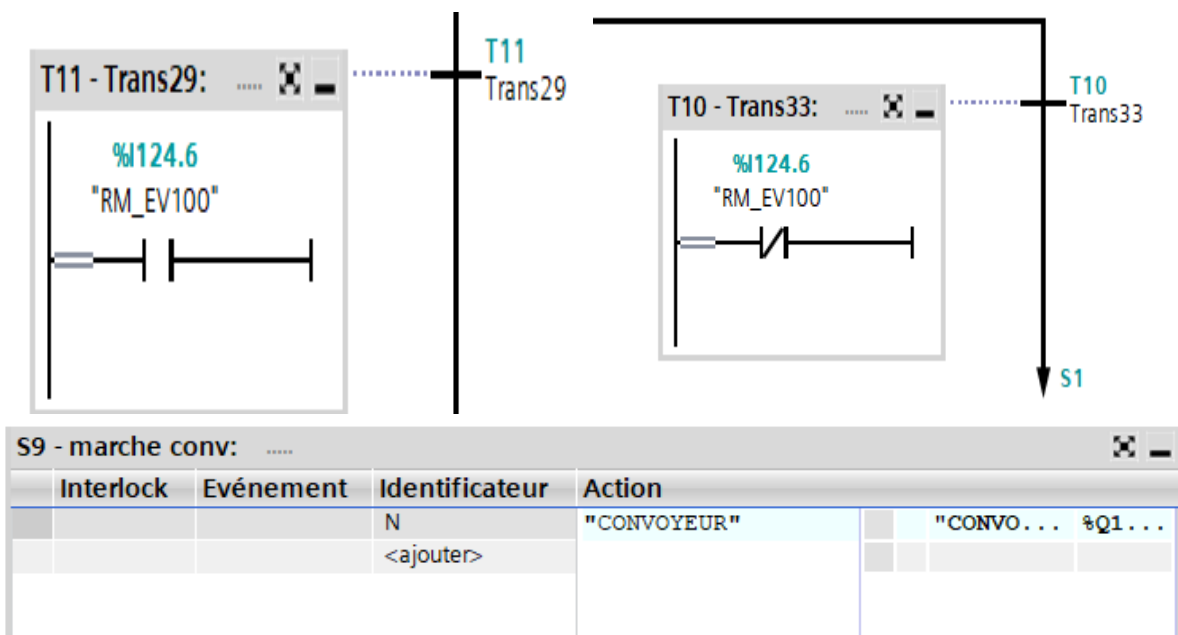 T11 - Trans29: .....
%I124.6
"RM_EV100"
T11
Trans29
T10 - Trans33: .....
%I124.6
"RM_EV100"
T10
Trans33
S1
S9 - marche conv: .....
Interlock Evénement Identificateur Action
N "CONVOYEUR" "CONVO... %Q1...
<ajouter>